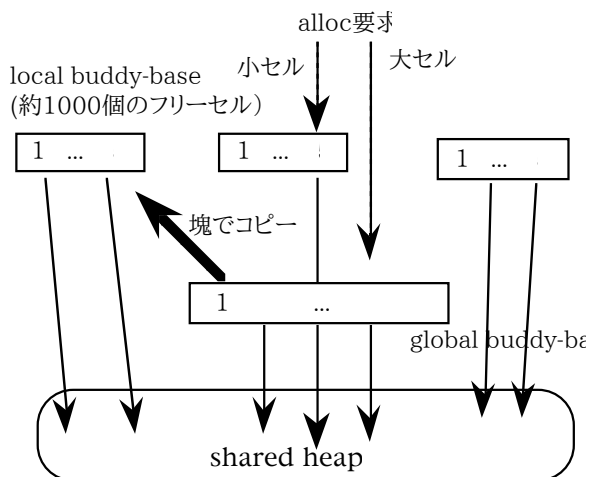 alloc要求
local buddy-base
小セル
大セル
(約1000個のフリーセル）
1 ...
1 ...
1 ...
塊でコピー
1 ...
global buddy-ba
shared heap